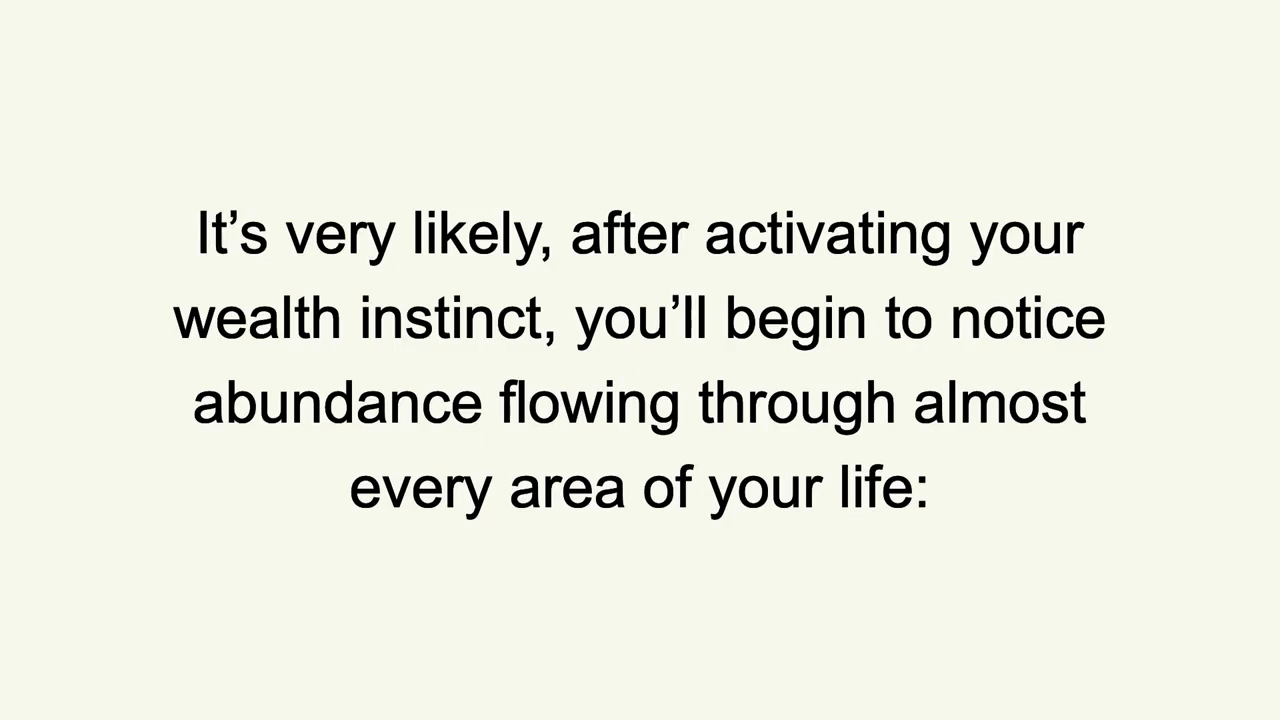 It’s very likely, after activating your
wealth instinct, you’ll begin to notice
abundance flowing through almost
every area of your life: